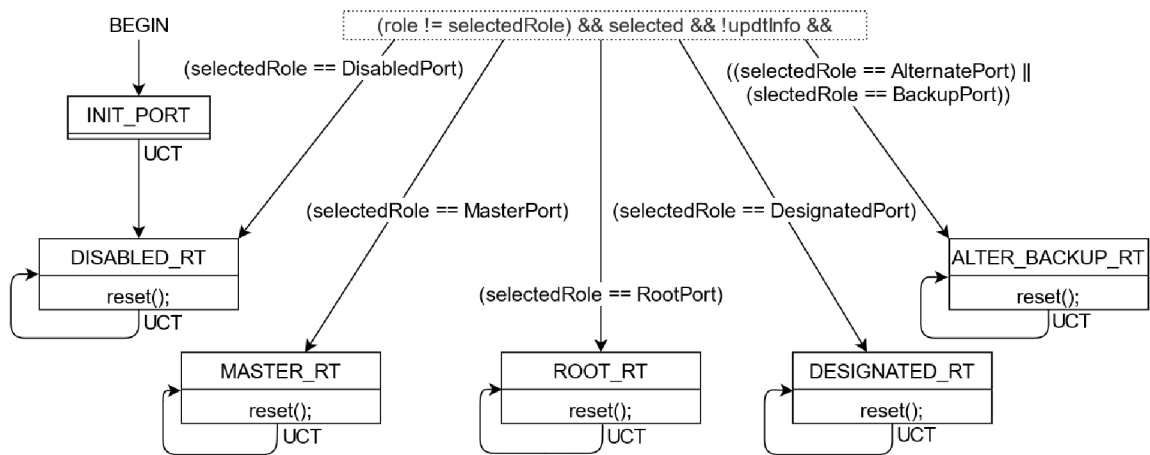 BEGIN
(role != selectedRole) && selected && !updtInfo &&
(selectedRole == DisabledPort)
((selectedRole == AlternatePort) ||
(slectedRole == BackupPort))
INIT_PORT
UCT
(selectedRole == MasterPort)
(selectedRole == DesignatedPort)
DISABLED_RT
reset();
UCT
ALTER_BACKUP_RT
reset();
UCT
(selectedRole == RootPort)
MASTER_RT
reset();
UCT
ROOT_RT
reset();
UCT
DESIGNATED_RT
reset();
UCT